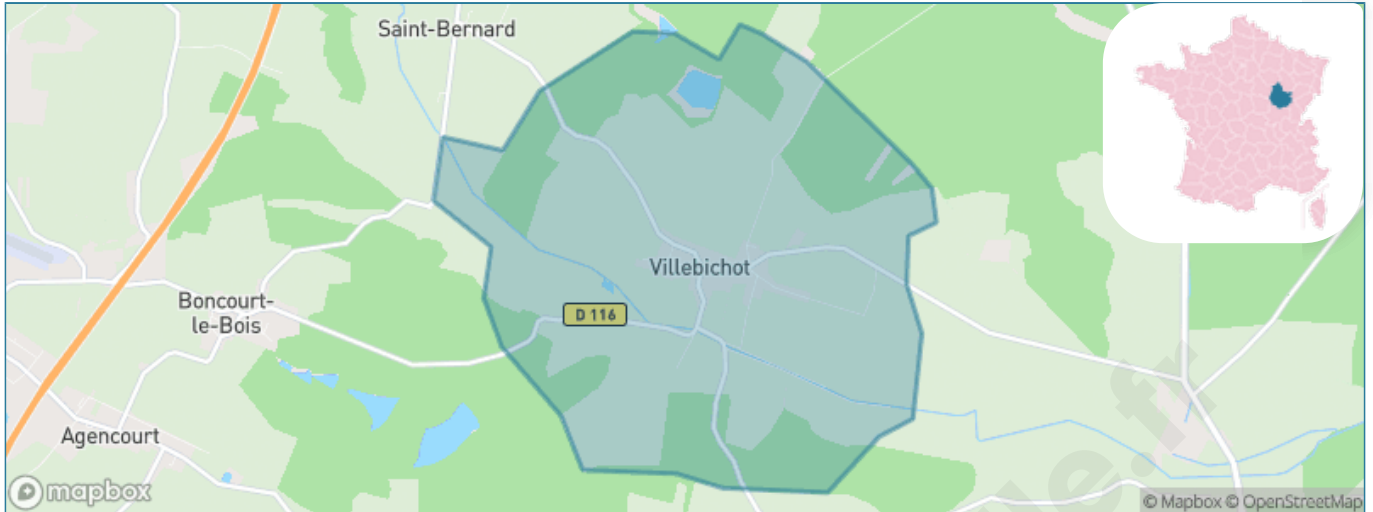 Saint-Bernard
Villebichot
D 116
Boncourt-
le-Bois
Agencourt
mapbox
© Mapbox © OpenStreetMap